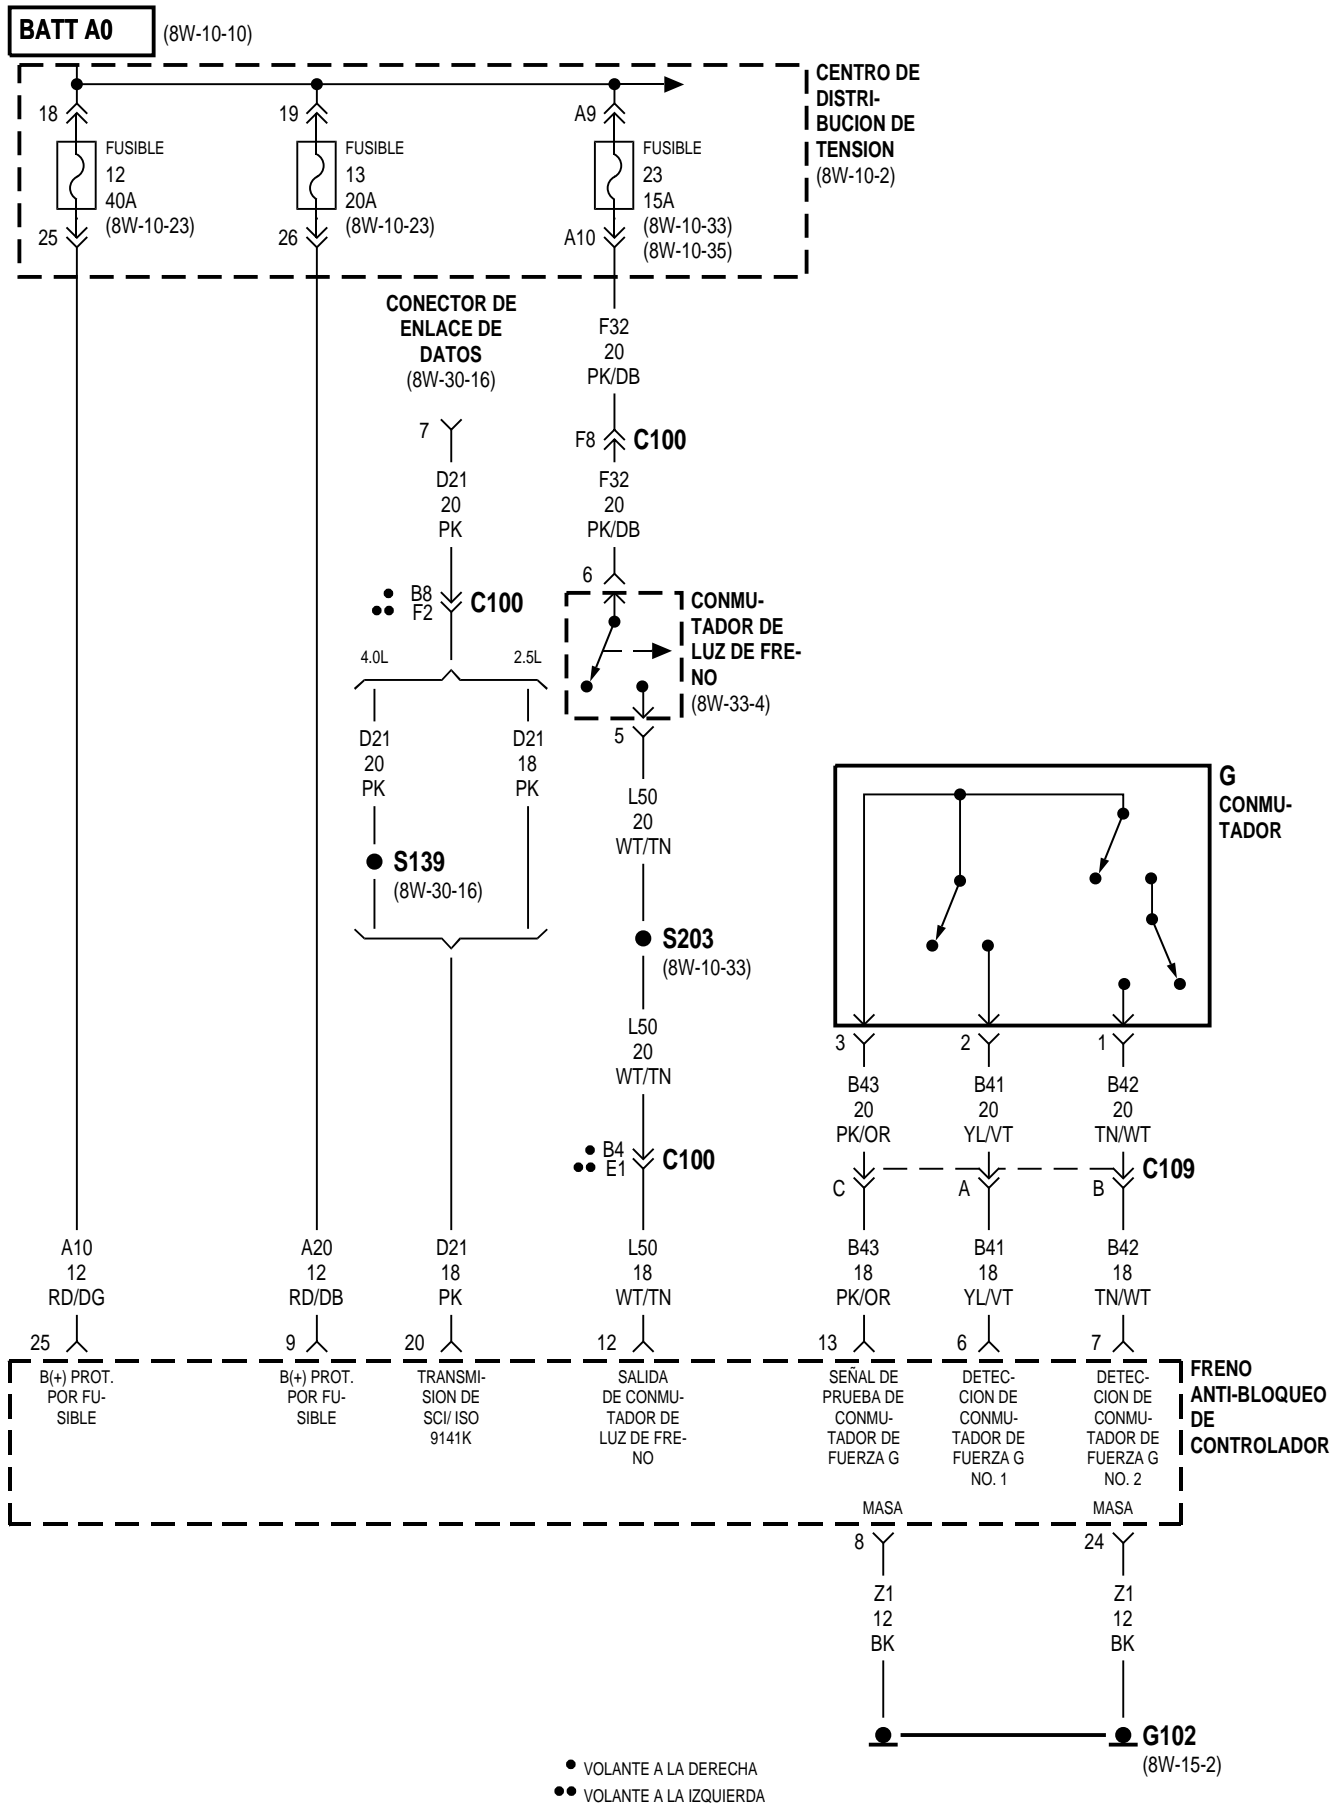 BATT A0
(8W-10-10)
CENTRO DE
DISTRI-
BUCION DE
TENSION
(8W-10-2)
18
FUSIBLE
12
40A
(8W-10-23)
25
19
FUSIBLE
13
20A
(8W-10-23)
26
A9
FUSIBLE
23
15A
(8W-10-33)
(8W-10-35)
A10
CONECTOR DE
ENLACE DE
DATOS
(8W-30-16)
7
D21
20
PK
B8
F2
C100
4.0L
2.5L
D21
20
PK
D21
18
PK
S139
(8W-30-16)
F32
20
PK/DB
F8
C100
F32
20
PK/DB
6
CONMU-
TADOR DE
LUZ DE FRE-
NO
(8W-33-4)
5
L50
20
WT/TN
S203
(8W-10-33)
L50
20
WT/TN
B4
E1
C100
G
CONMU-
TADOR
3
2
1
B43
20
PK/OR
B41
20
YL/VT
B42
20
TN/WT
C
A
B
C109
A10
12
RD/DG
A20
12
RD/DB
D21
18
PK
L50
18
WT/TN
B43
18
PK/OR
B41
18
YL/VT
B42
18
TN/WT
25
9
20
12
13
6
7
B(+) PROT.
POR FU-
SIBLE
B(+) PROT.
POR FU-
SIBLE
TRANSMI-
SION DE
SCI/ ISO
9141K
SALIDA
DE CONMU-
TADOR DE
LUZ DE FRE-
NO
SEÑAL DE
PRUEBA DE
CONMU-
TADOR DE
FUERZA G
DETEC-
CION DE
CONMU-
TADOR DE
FUERZA G
NO. 1
DETEC-
CION DE
CONMU-
TADOR DE
FUERZA G
NO. 2
FRENO
ANTI-BLOQUEO
DE
CONTROLADOR
MASA
MASA
8
24
Z1
12
BK
Z1
12
BK
G102
(8W-15-2)
VOLANTE A LA DERECHA
VOLANTE A LA IZQUIERDA